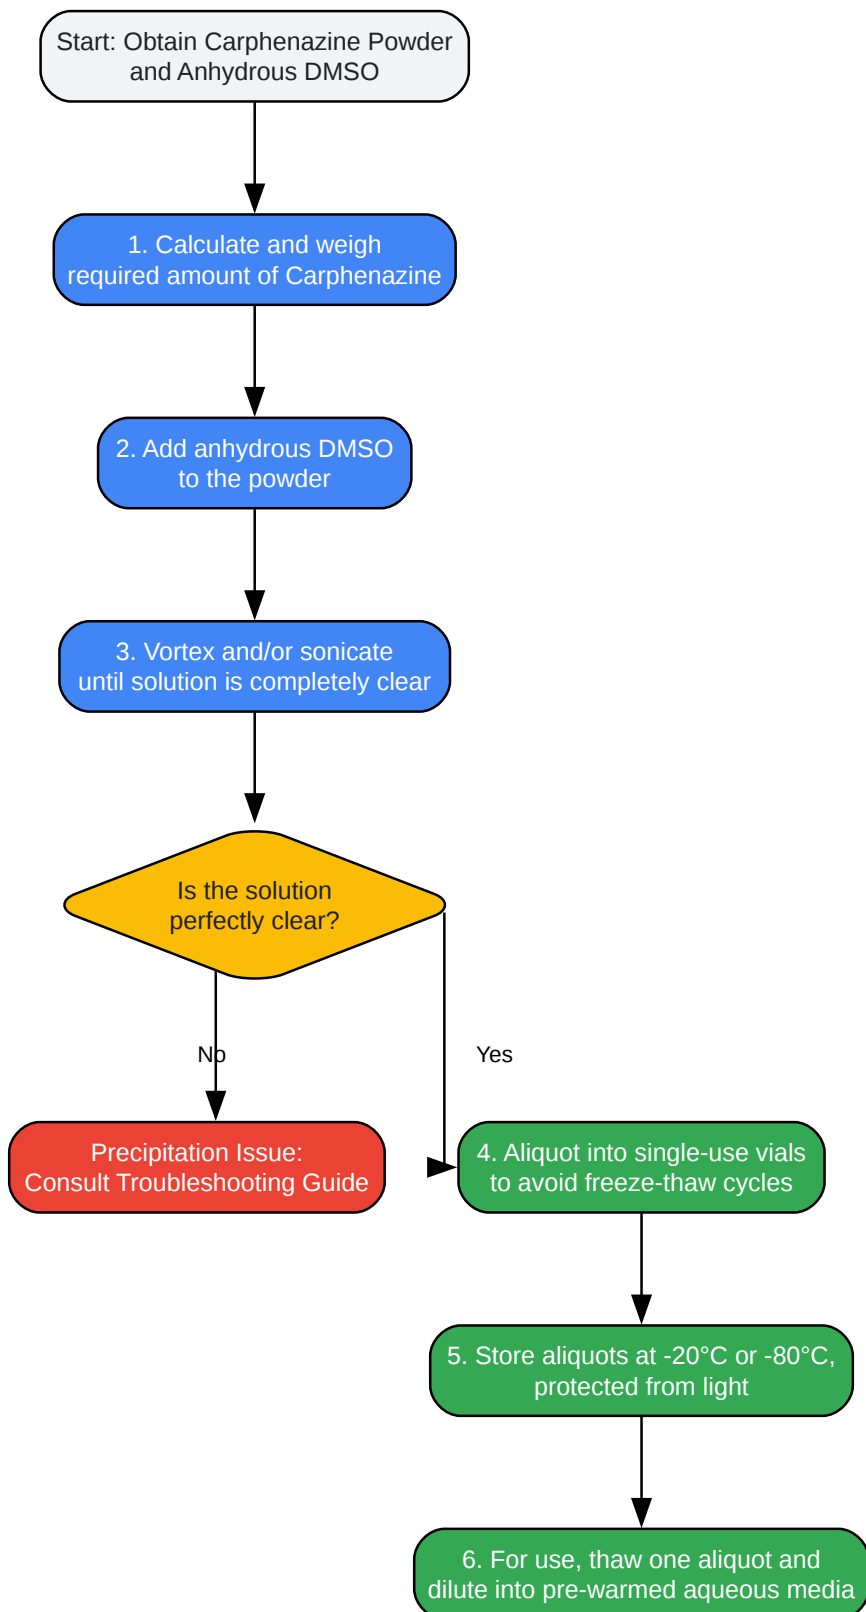 Start: Obtain Carphenazine Powder
and Anhydrous DMSO
1. Calculate and weigh
required amount of Carphenazine
2. Add anhydrous DMSO
to the powder
3. Vortex and/or sonicate
until solution is completely clear
Is the solution
perfectly clear?
No
Yes
Precipitation Issue:
Consult Troubleshooting Guide
4. Aliquot into single-use vials
to avoid freeze-thaw cycles
5. Store aliquots at -20°C or -80°C,
protected from light
6. For use, thaw one aliquot and
dilute into pre-warmed aqueous media